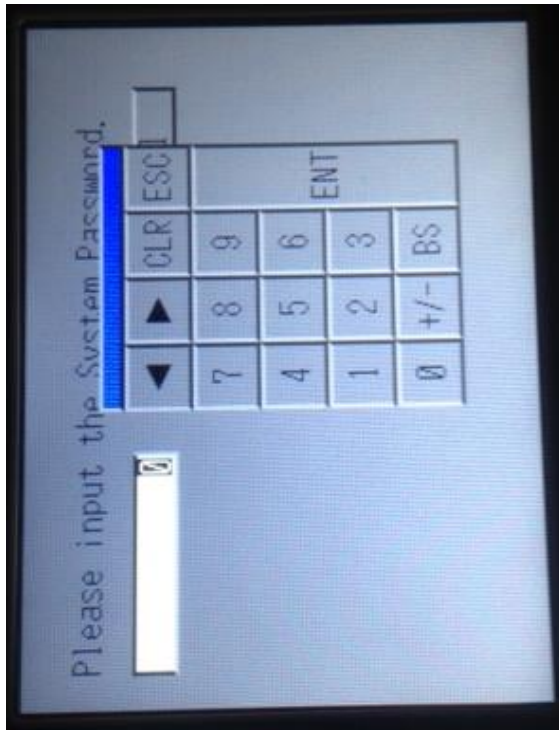 Please input the System Password.
0
◀ ▶ CLR ESC
7 8 9 ENT
4 5 6
1 2 3
0 +/- BS